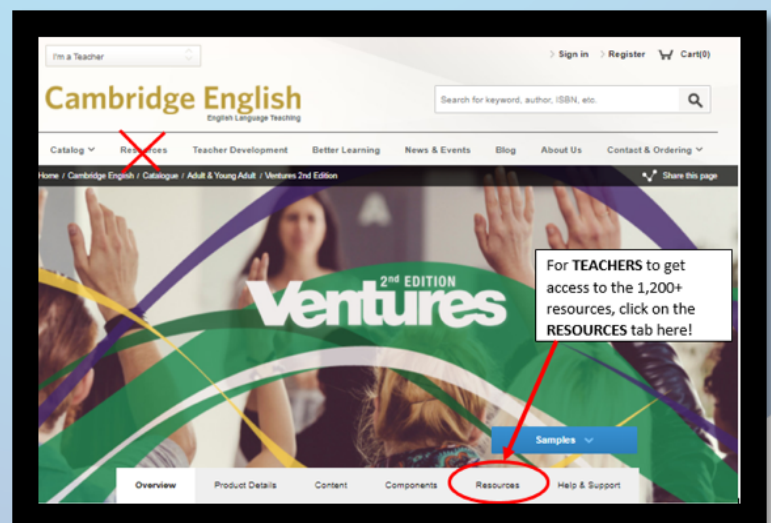 I'm a Teacher
> Sign in > Register Cart(0)
Cambridge English
English Language Teaching
Search for keyword, author, ISBN, etc.
Catalog Resources Teacher Development Better Learning News & Events Blog About Us Contact & Ordering
Home / Cambridge English / Catalogue / Adult & Young Adult / Ventures 2nd Edition Share this page
2nd EDITION
Ventures
For TEACHERS to get
access to the 1,200+
resources, click on the
RESOURCES tab here!
Samples
Overview Product Details Content Components Resources Help & Support